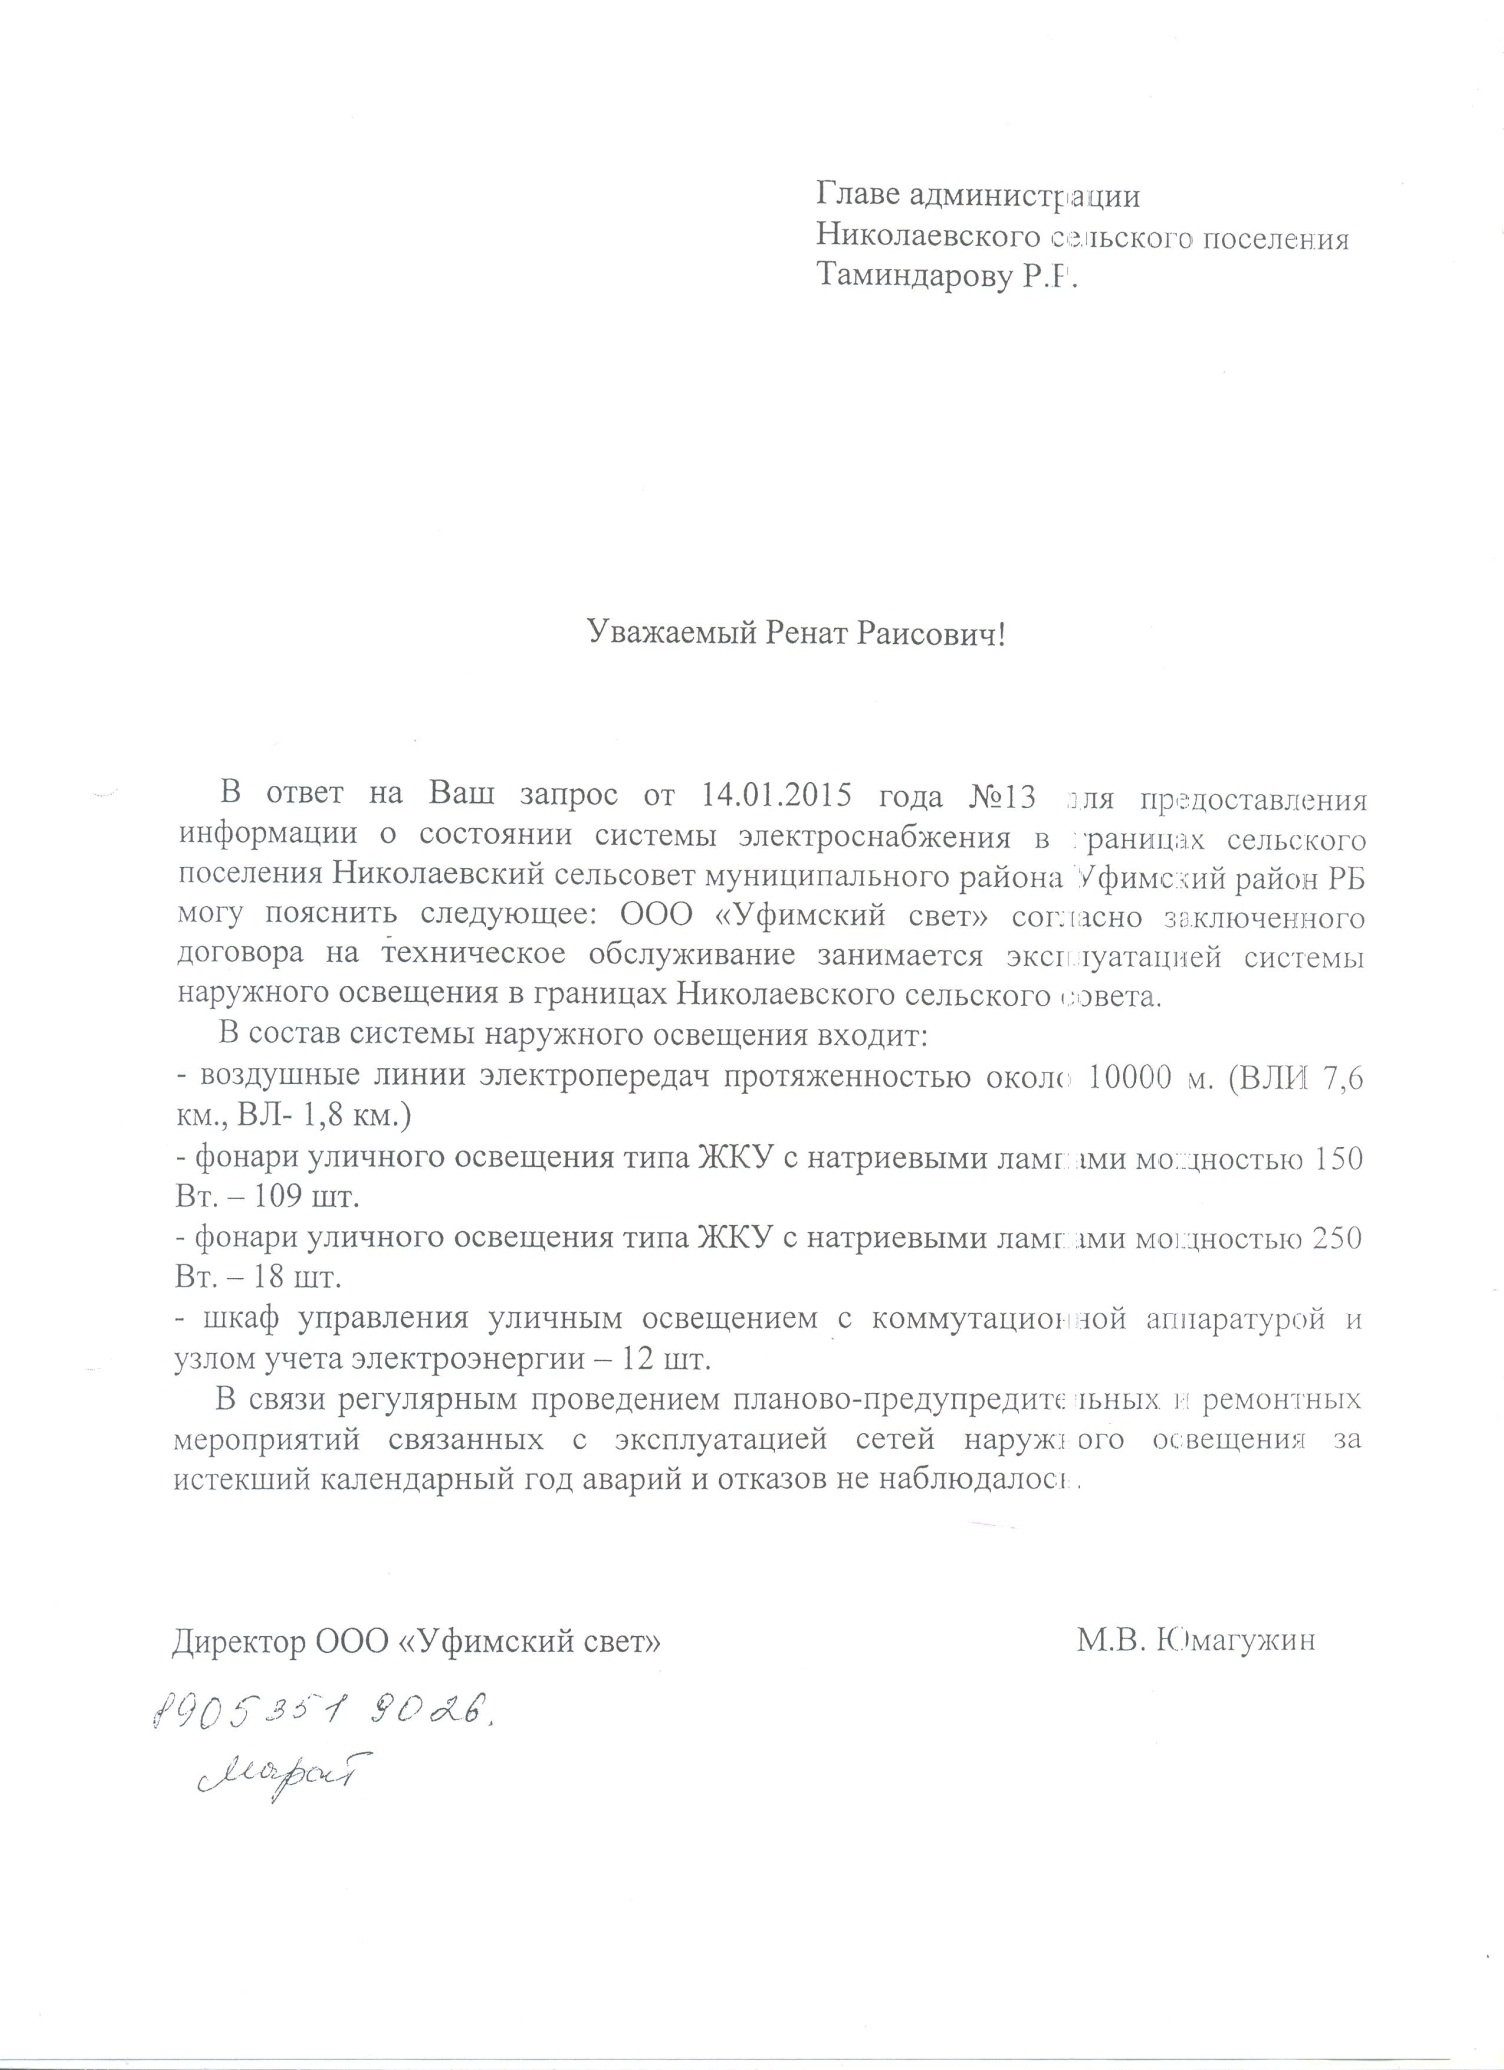 Главе администрации
Николаевского сельского поселения
Таминдарову Р.Р.
Уважаемый Ренат Раисович!
В ответ на Ваш запрос от 14.01.2015 года №13 для предоставления
информации о состоянии системы электроснабжения в границах сельского
поселения Николаевский сельсовет муниципального района Уфимский район РБ
могу пояснить следующее: ООО «Уфимский свет» согласно заключенного
договора на техническое обслуживание занимается эксплуатацией системы
наружного освещения в границах Николаевского сельского совета.
В состав системы наружного освещения входит:
- воздушные линии электропередач протяженностью около 10000 м. (ВЛИ 7,6
км., ВЛ- 1,8 км.)
- фонари уличного освещения типа ЖКУ с натриевыми лампами мощностью 150
Вт. – 109 шт.
- фонари уличного освещения типа ЖКУ с натриевыми лампами мощностью 250
Вт. – 18 шт.
- шкаф управления уличным освещением с коммутационной аппаратурой и
узлом учета электроэнергии – 12 шт.
В связи регулярным проведением планово-предупредительных и ремонтных
мероприятий связанных с эксплуатацией сетей наружного освещения за
истекший календарный год аварий и отказов не наблюдалось.
Директор ООО «Уфимский свет» М.В. Юмагужин
8905 351 9026.
Марат